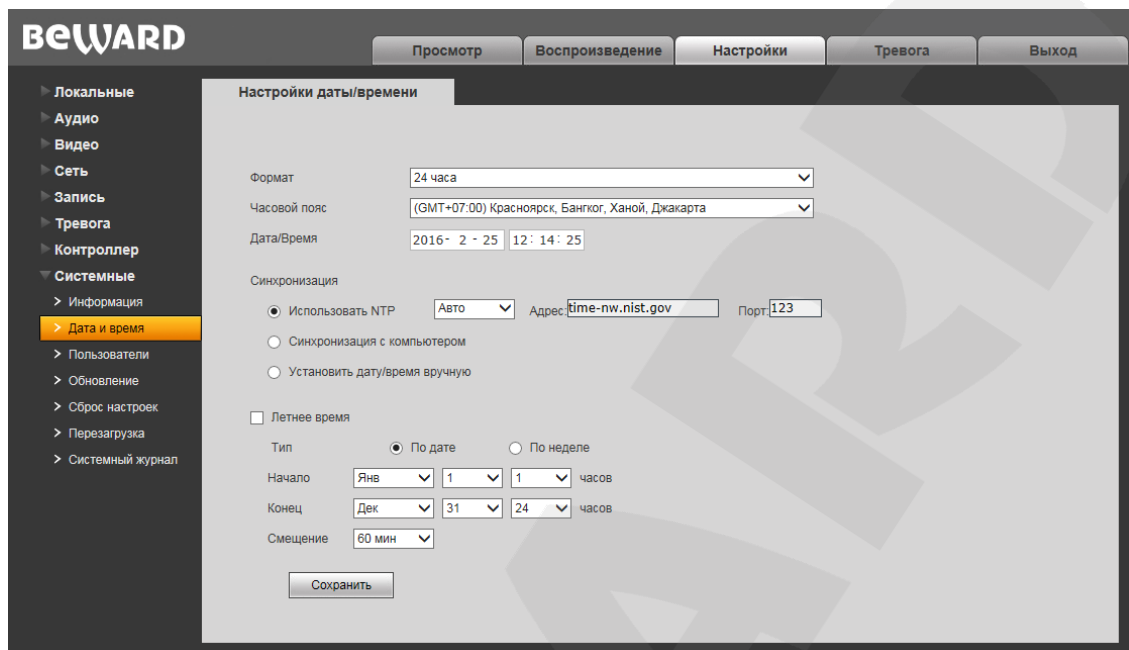 BEWARD
Просмотр Воспроизведение Настройки Тревога Выход
Локальные
Аудио
Видео
Сеть
Запись
Тревога
Контроллер
Системные
Информация
Дата и время
Пользователи
Обновление
Сброс настроек
Перезагрузка
Системный журнал
Настройки даты/времени
Формат 24 часа
Часовой пояс (GMT+07:00) Красноярск, Бангког, Ханой, Джакарта
Дата/Время 2016- 2 - 25 12: 14: 25
Синхронизация
Использовать NTP Авто Адрес: time-nw.nist.gov Порт: 123
Синхронизация с компьютером
Установить дату/время вручную
Летнее время
Тип По дате По неделе
Начало Янв 1 1 часов
Конец Дек 31 24 часов
Смещение 60 мин
Сохранить